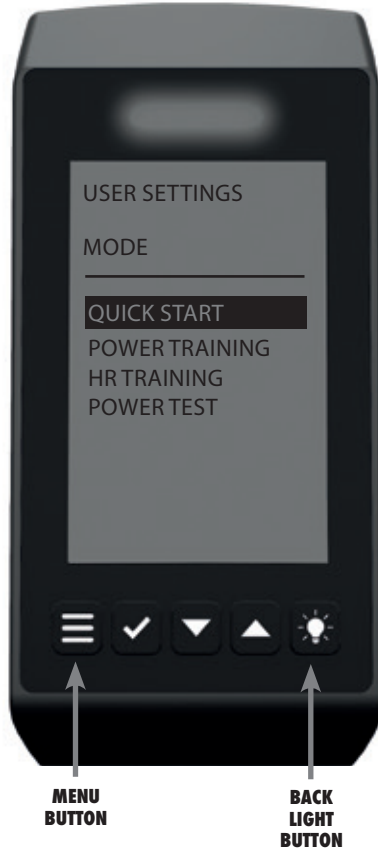 USER SETTINGS
MODE
QUICK START
POWER TRAINING
HR TRAINING
POWER TEST
MENU
BUTTON
BACK
LIGHT
BUTTON